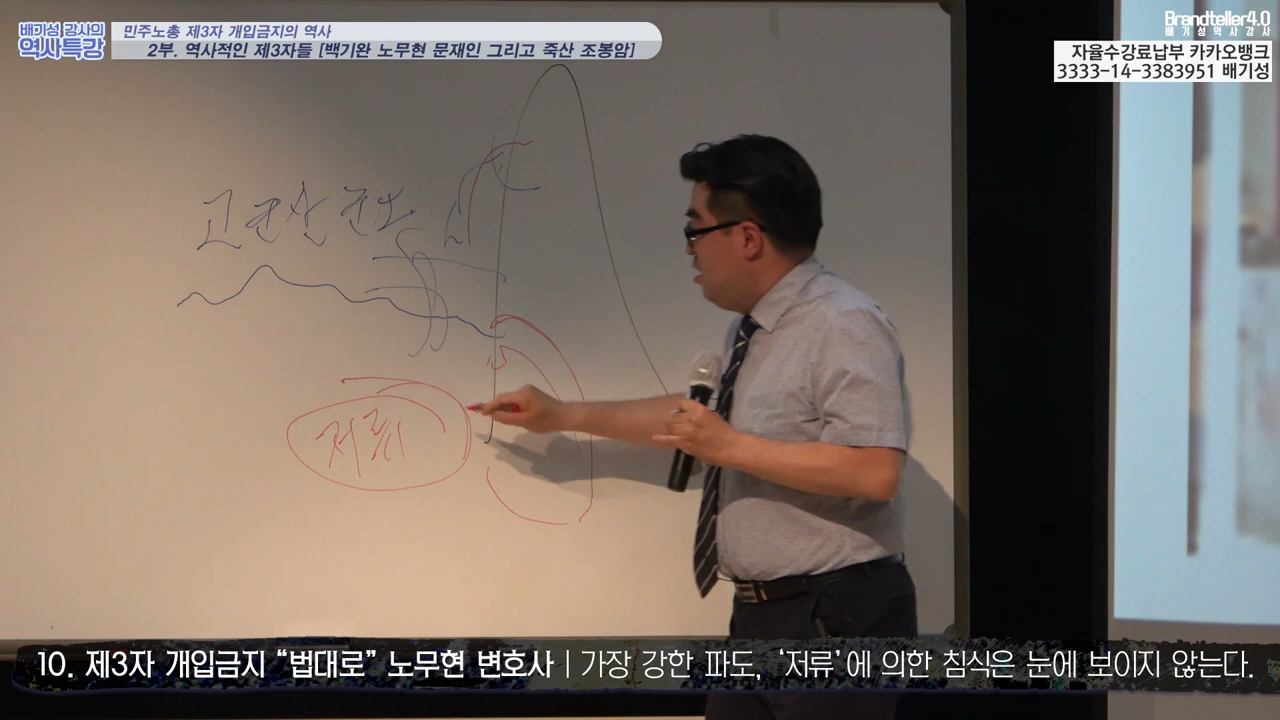 배기성 강사의
역사특강
민주노총 제3자 개입금지의 역사
2부. 역사적인 제3자들 [백기완 노무현 문재인 그리고 죽산 조봉암]
Brandteller4.0
배기성역사강사
자율수강료납부 카카오뱅크
3333-14-3383951 배기성
고군산군도
저류
10. 제3자 개입금지 “법대로” 노무현 변호사 | 가장 강한 파도, ‘저류’에 의한 침식은 눈에 보이지 않는다.